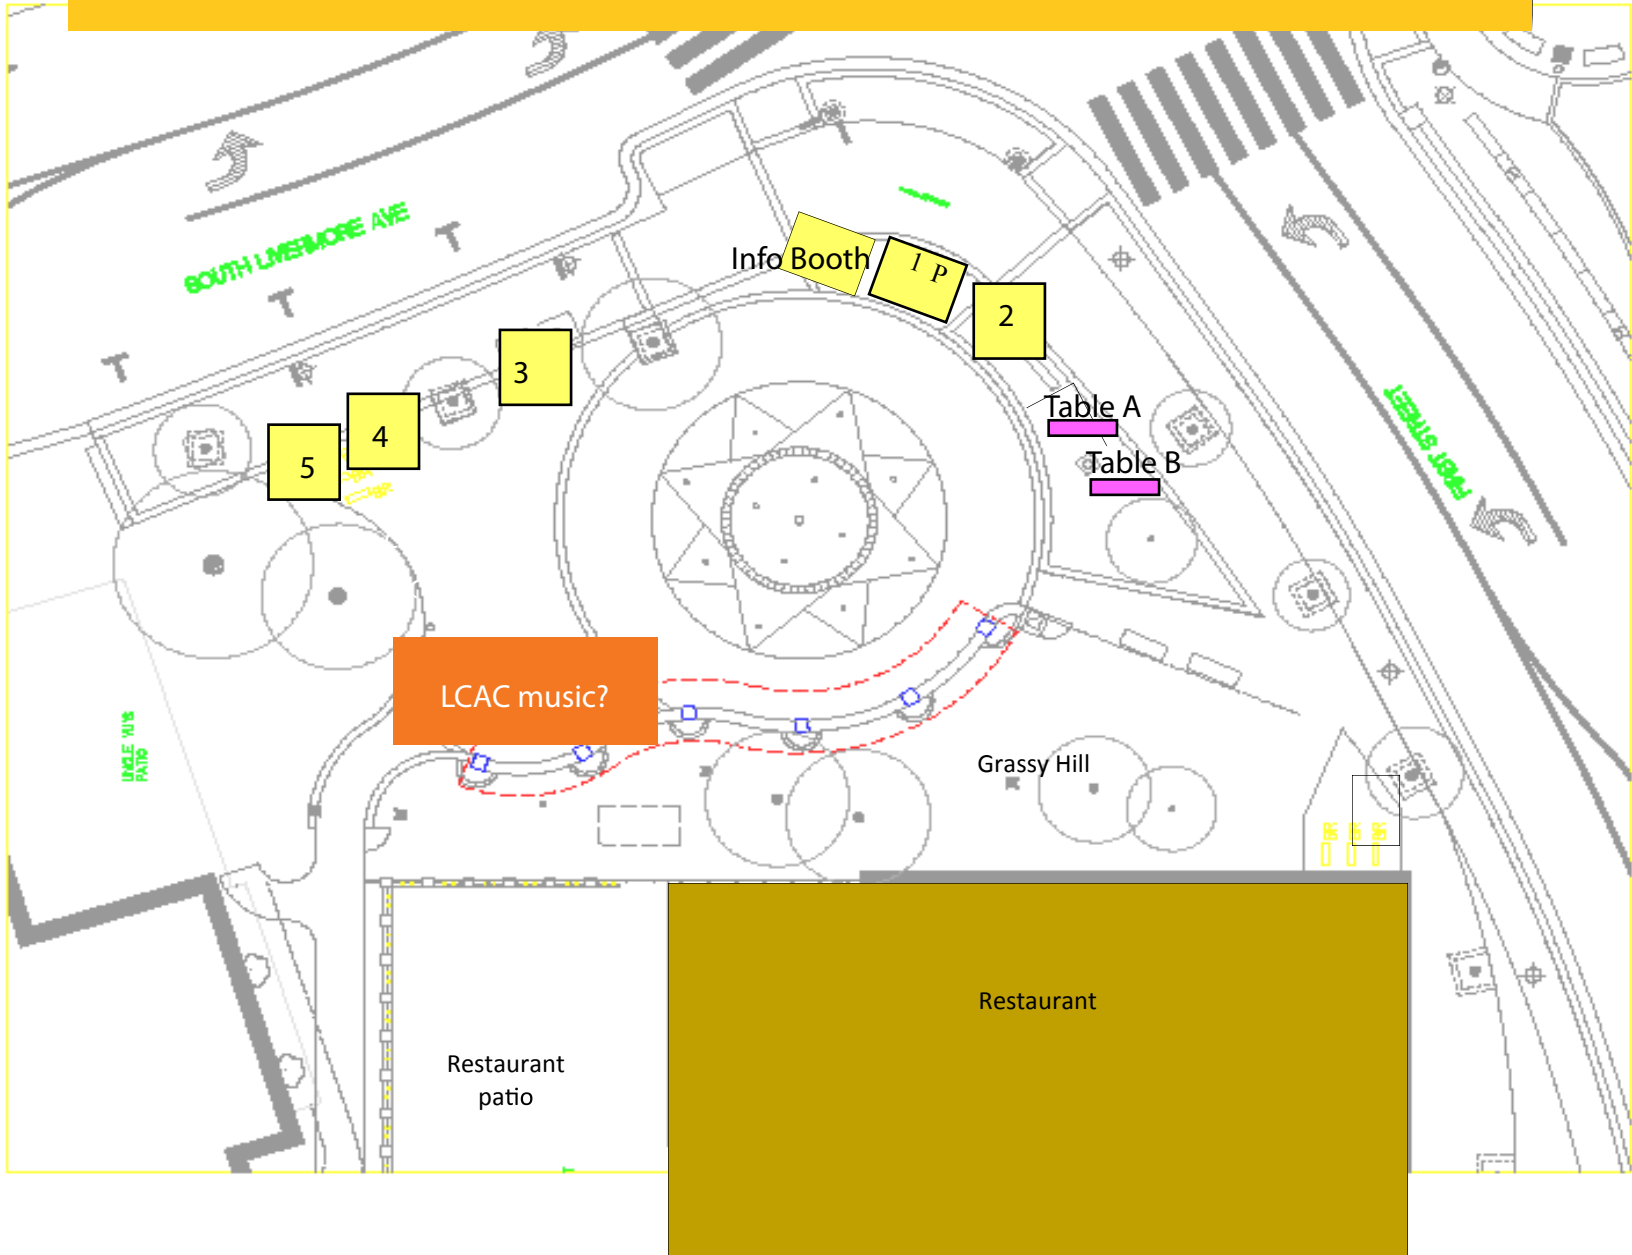 SOUTH LIVERMORE AVE
Info Booth
1 P
2
3
4
5
Table A
Table B
FIRST STREET
LCAC music?
UNCLE YU'S
PATIO
Grassy Hill
Restaurant
Restaurant
patio